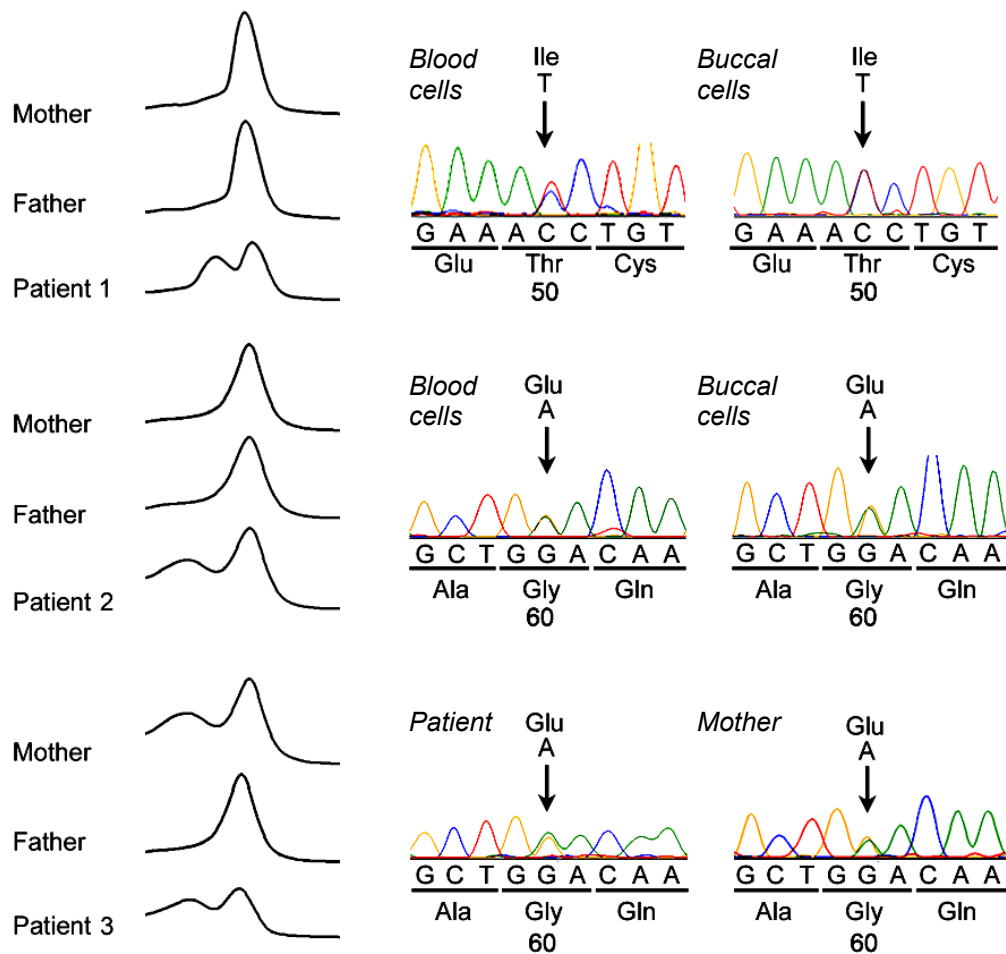 Mother
Father
Patient 1
Blood cells
Ile
T
G A A A C C T G T
Glu Thr Cys
50
Buccal cells
Ile
T
G A A A C C T G T
Glu Thr Cys
50
Mother
Father
Patient 2
Blood cells
Glu
A
G C T G G A C A A
Ala Gly Gln
60
Buccal cells
Glu
A
G C T G G A C A A
Ala Gly Gln
60
Mother
Father
Patient 3
Patient
Glu
A
G C T G G A C A A
Ala Gly Gln
60
Mother
Glu
A
G C T G G A C A A
Ala Gly Gln
60